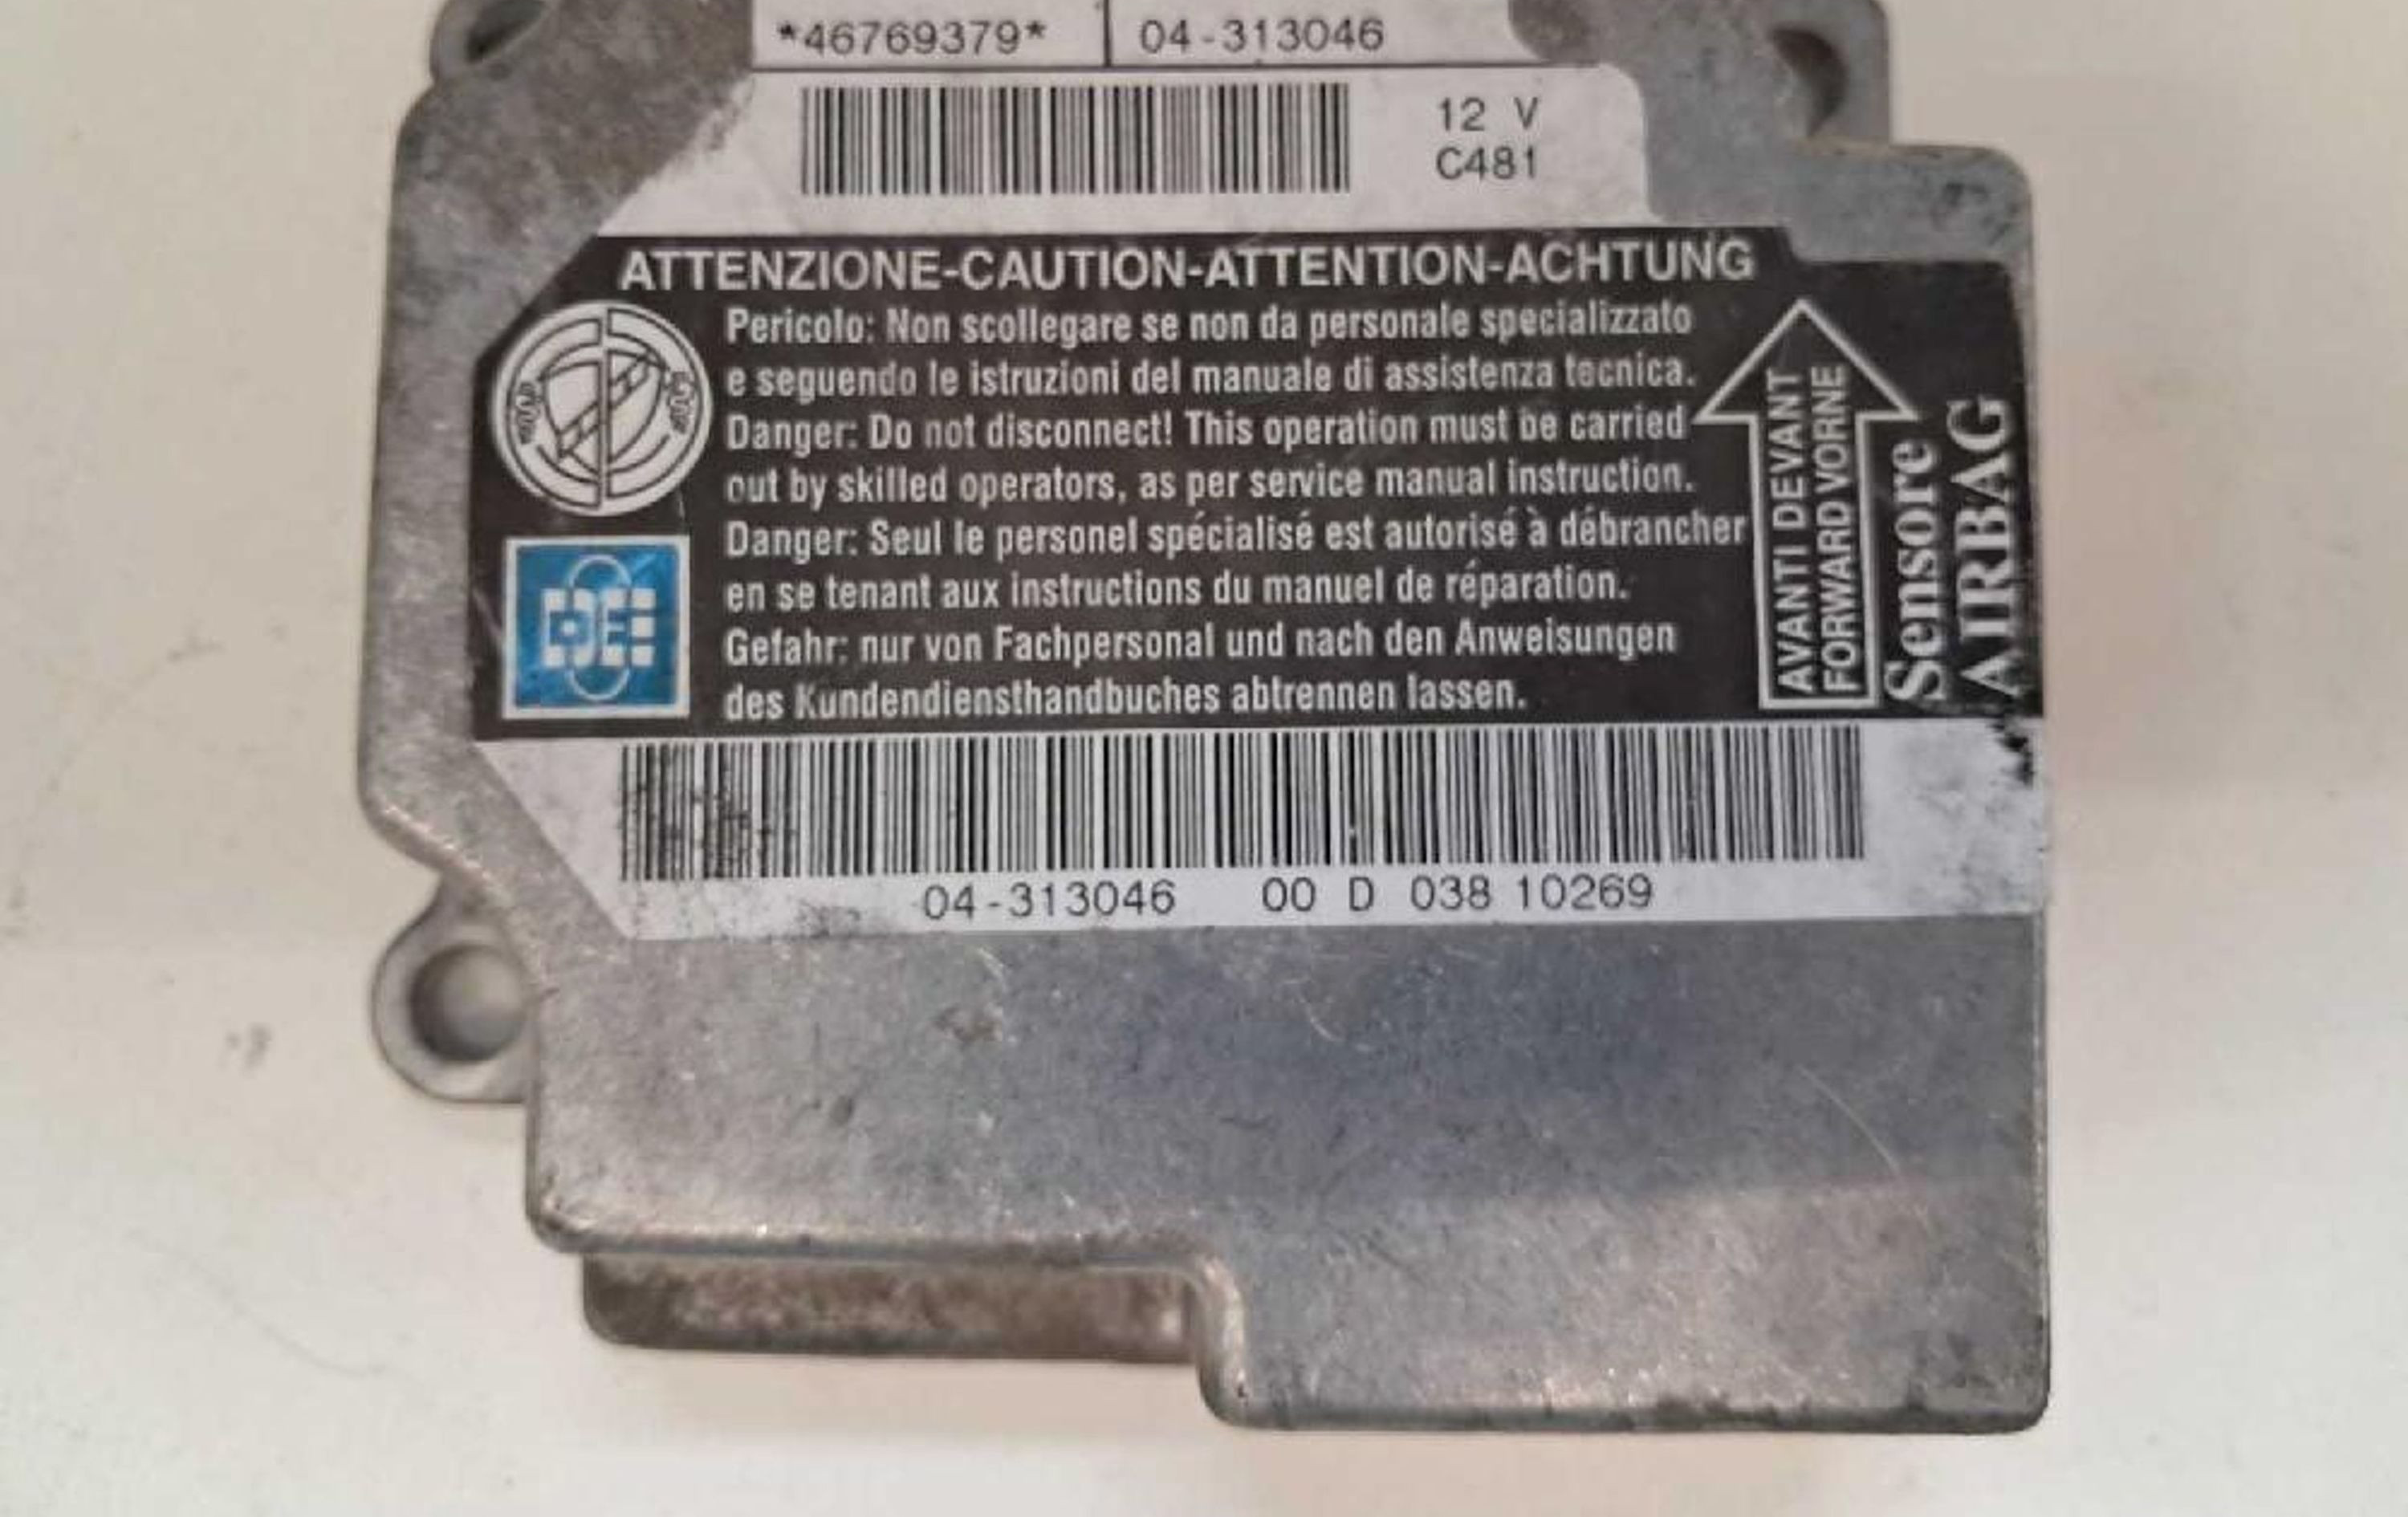 *46769379* 04-313046
12 V
C481
ATTENZIONE-CAUTION-ATTENTION-ACHTUNG
Pericolo: Non scollegare se non da personale specializzato
e seguendo le istruzioni del manuale di assistenza tecnica.
Danger: Do not disconnect! This operation must be carried
out by skilled operators, as per service manual instruction.
Danger: Seul le personel spécialisé est autorisé à débrancher
en se tenant aux instructions du manuel de réparation.
Gefahr: nur von Fachpersonal und nach den Anweisungen
des Kundendiensthandbuches abtrennen lassen.
AVANTI DEVANT
FORWARD VORNE
Sensore
AIRBAG
04-313046 00 D 038 10269